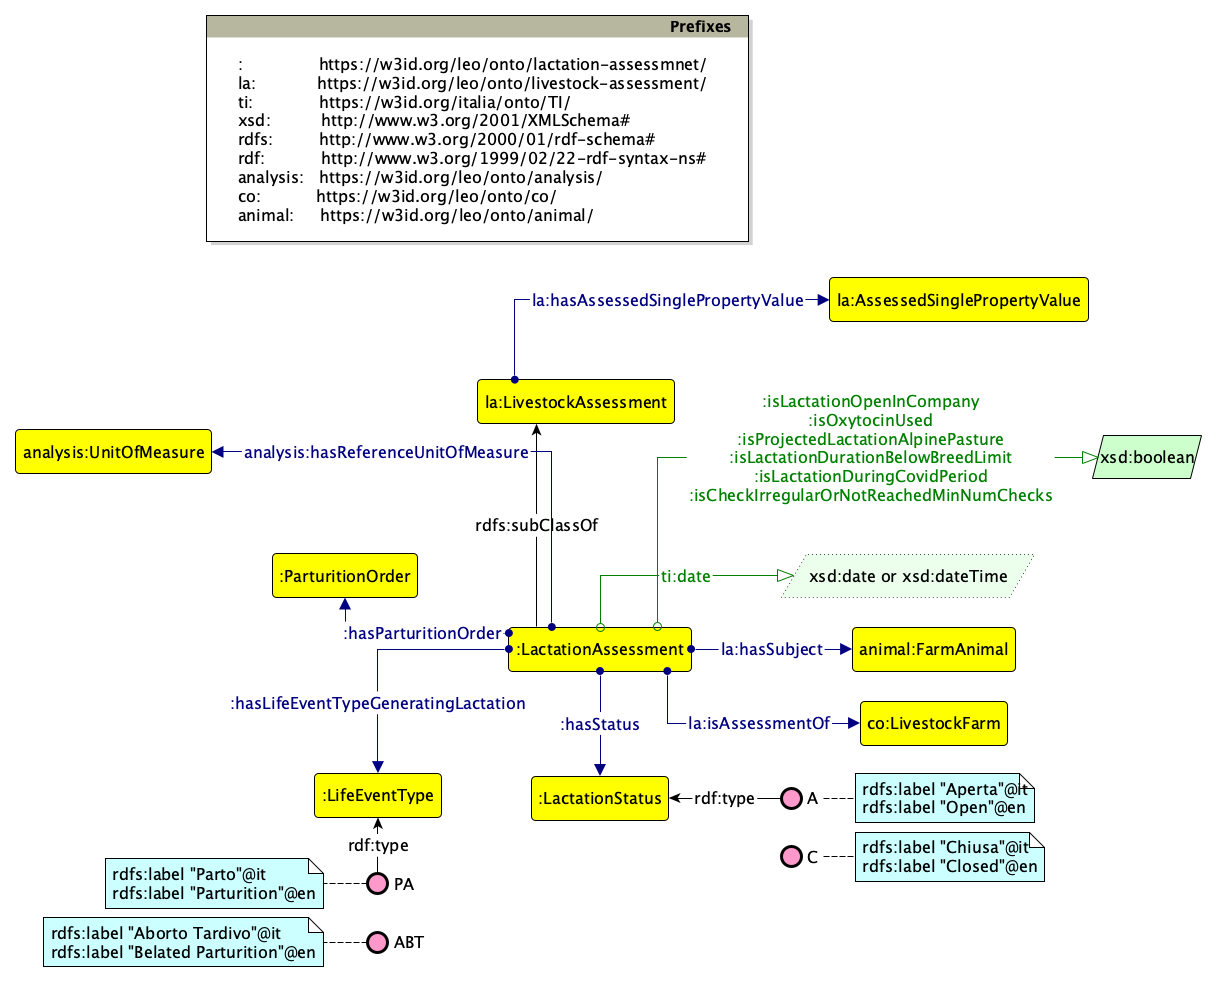 Prefixes
: https://w3id.org/leo/onto/lactation-assessmnet/
la: https://w3id.org/leo/onto/livestock-assessment/
ti: https://w3id.org/italia/onto/TI/
xsd: http://www.w3.org/2001/XMLSchema#
rdfs: http://www.w3.org/2000/01/rdf-schema#
rdf: http://www.w3.org/1999/02/22-rdf-syntax-ns#
analysis: https://w3id.org/leo/onto/analysis/
co: https://w3id.org/leo/onto/co/
animal: https://w3id.org/leo/onto/animal/
la:hasAssessedSinglePropertyValue
la:AssessedSinglePropertyValue
la:LivestockAssessment
:isLactationOpenInCompany
:isOxytocinUsed
:isProjectedLactationAlpinePasture
:isLactationDurationBelowBreedLimit
:isLactationDuringCovidPeriod
:isCheckIrregularOrNotReachedMinNumChecks
xsd:boolean
analysis:UnitOfMeasure
analysis:hasReferenceUnitOfMeasure
rdfs:subClassOf
:ParturitionOrder
ti:date
xsd:date or xsd:dateTime
:hasParturitionOrder
:LactationAssessment
la:hasSubject
animal:FarmAnimal
:hasLifeEventTypeGeneratingLactation
:hasStatus
la:isAssessmentOf
co:LivestockFarm
:LifeEventType
:LactationStatus
rdf:type
A
rdfs:label "Aperta"@it
rdfs:label "Open"@en
rdf:type
C
rdfs:label "Chiusa"@it
rdfs:label "Closed"@en
rdfs:label "Parto"@it
rdfs:label "Parturition"@en
PA
rdfs:label "Aborto Tardivo"@it
rdfs:label "Belated Parturition"@en
ABT